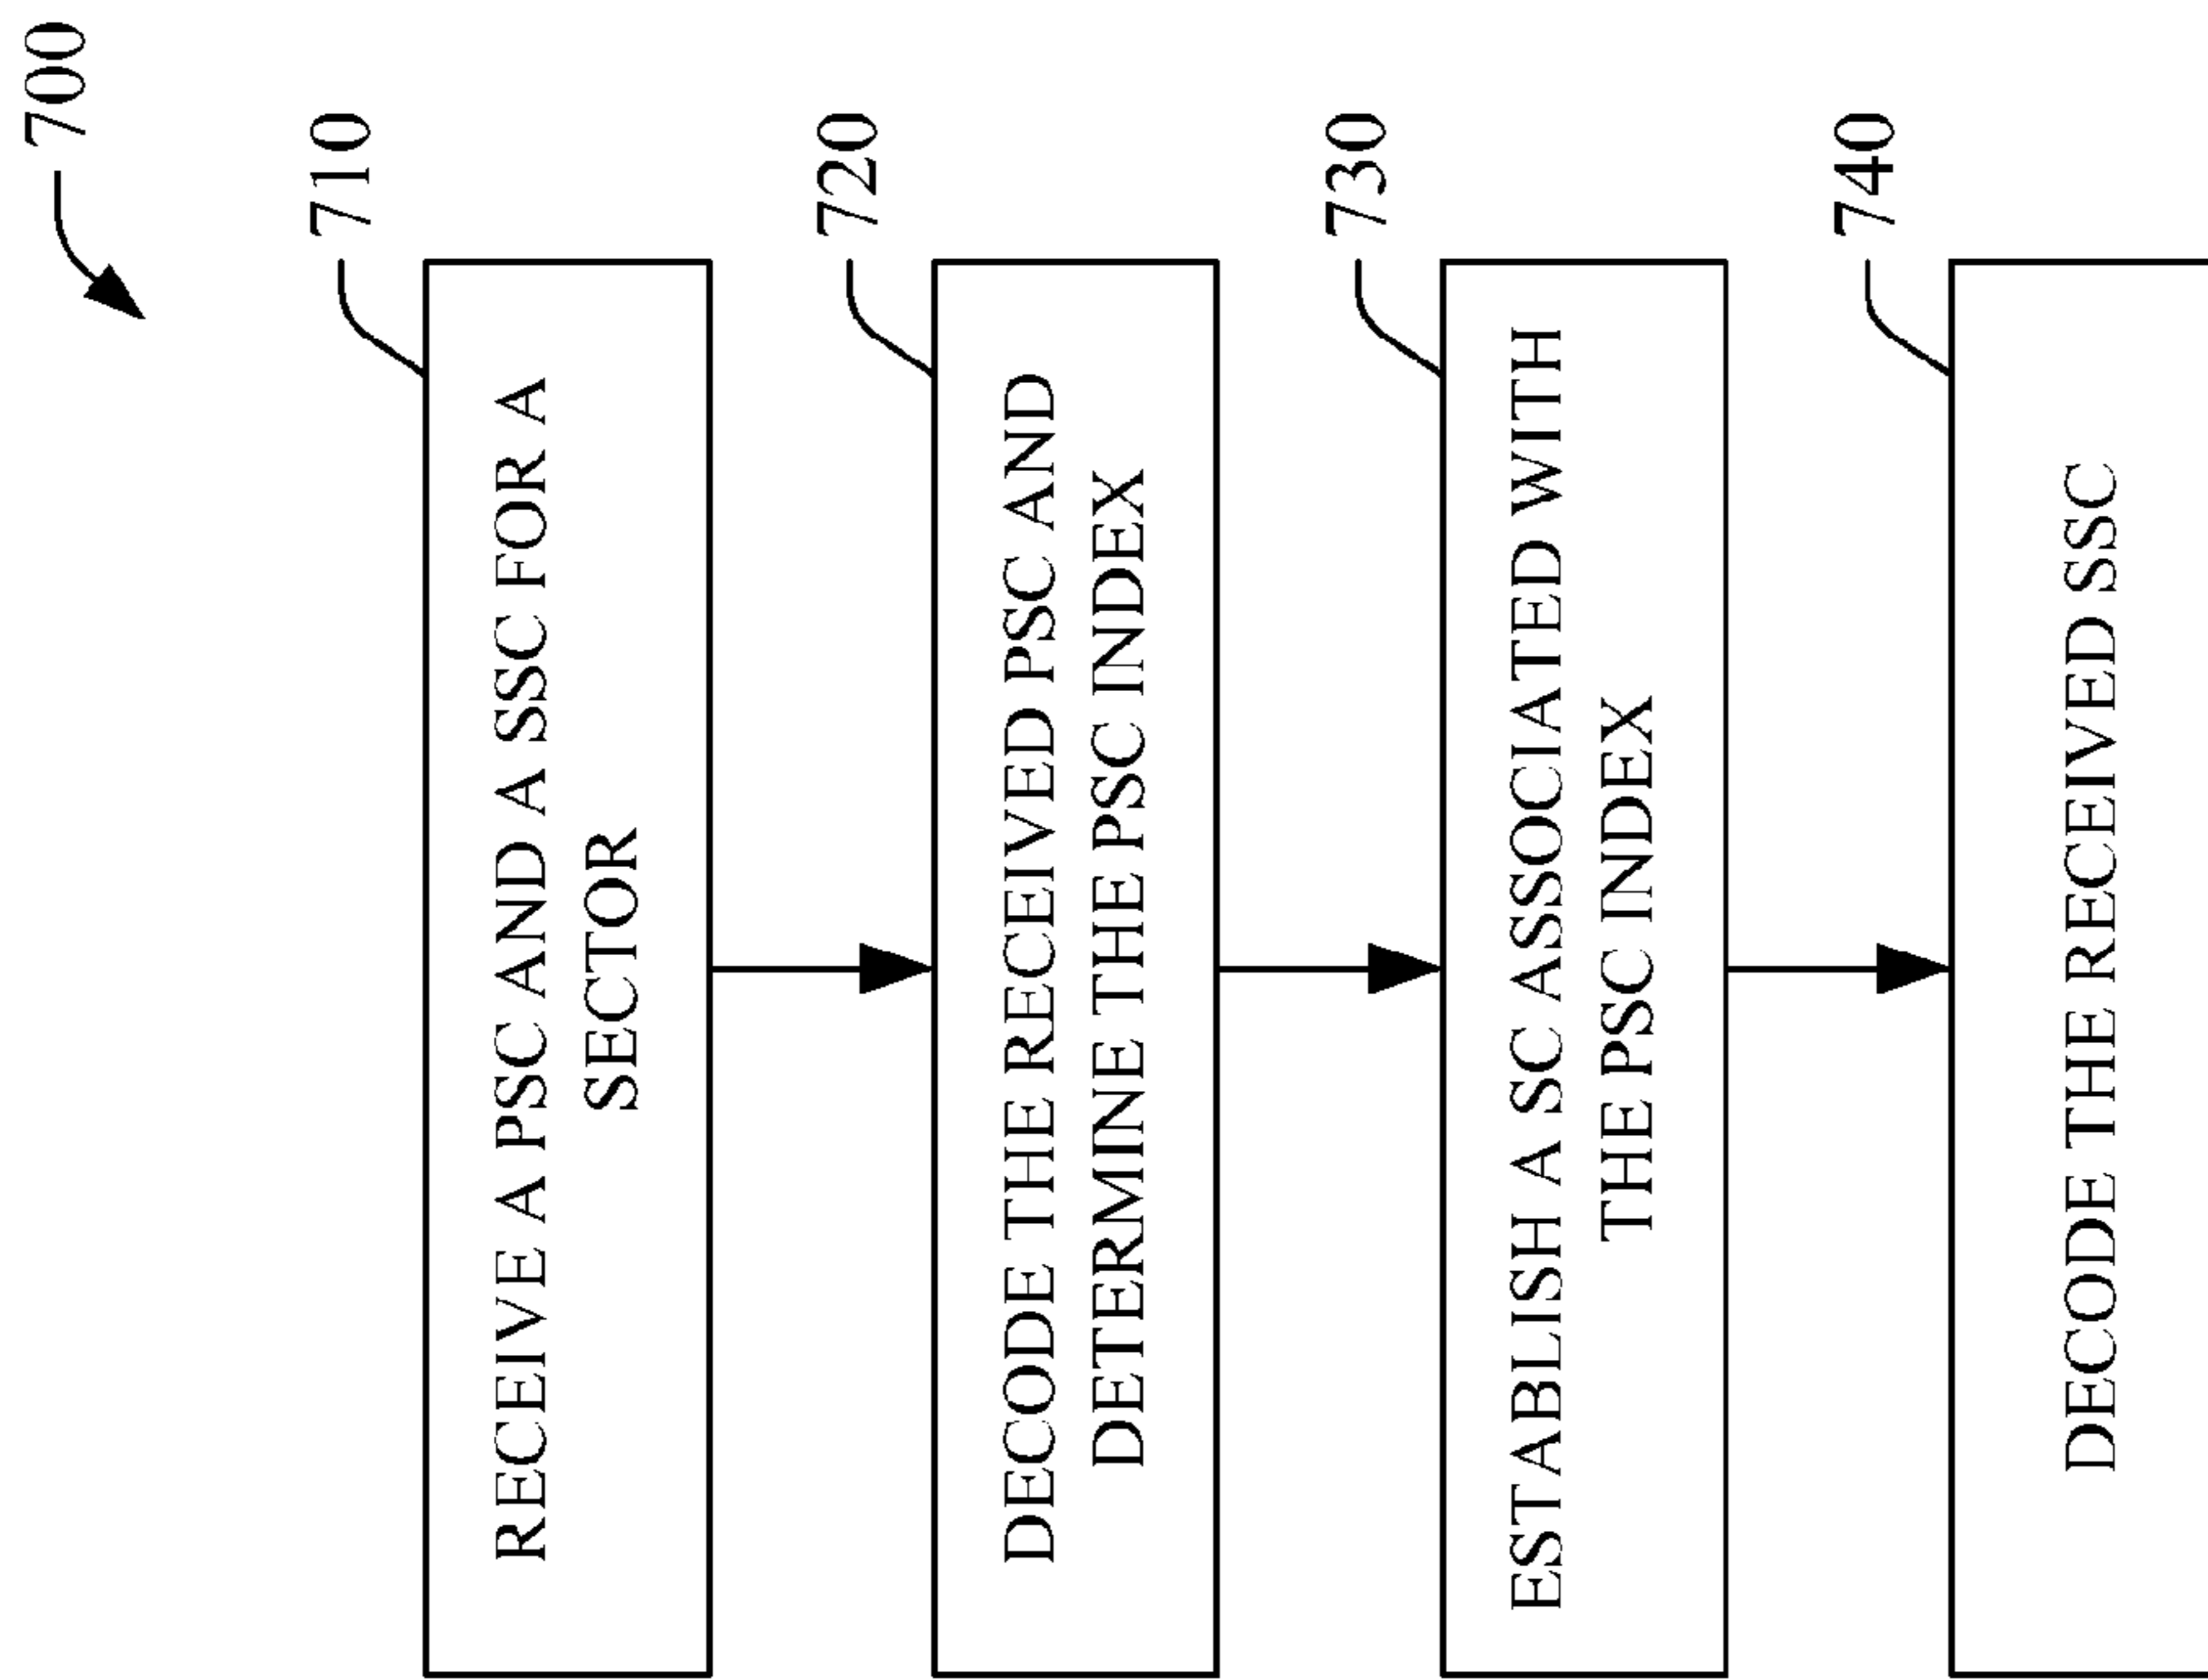 700
710
RECEIVE A PSC AND A SSC FOR A
SECTOR
720
DECODE THE RECEIVED PSC AND
DETERMINE THE PSC INDEX
730
ESTABLISH A SC ASSOCIATED WITH
THE PSC INDEX
740
DECODE THE RECEIVED SSC